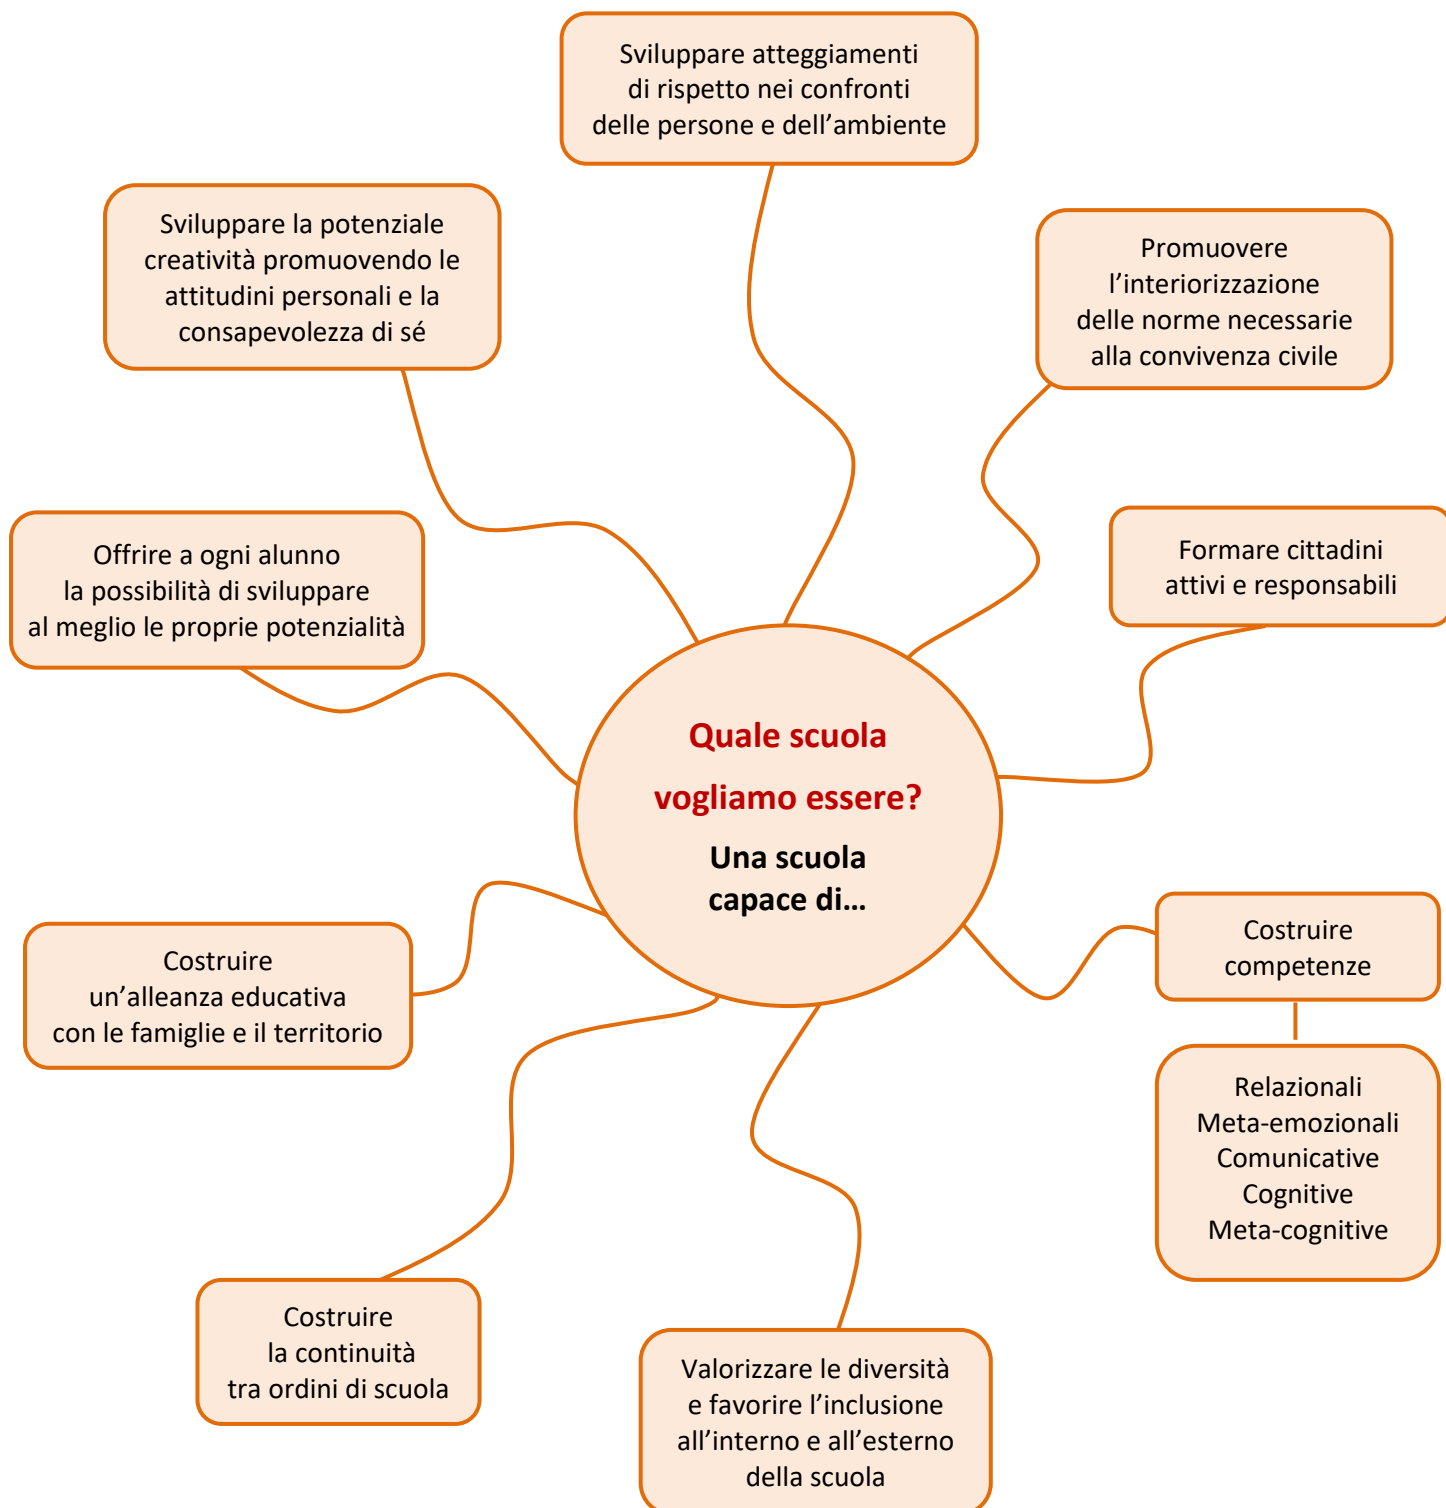 Sviluppare atteggiamenti
di rispetto nei confronti
delle persone e dell’ambiente
Sviluppare la potenziale
creatività promuovendo le
attitudini personali e la
consapevolezza di sé
Promuovere
l’interiorizzazione
delle norme necessarie
alla convivenza civile
Offrire a ogni alunno
la possibilità di sviluppare
al meglio le proprie potenzialità
Formare cittadini
attivi e responsabili
Quale scuola
vogliamo essere?
Una scuola
capace di…
Costruire
un’alleanza educativa
con le famiglie e il territorio
Costruire
competenze
Relazionali
Meta-emozionali
Comunicative
Cognitive
Meta-cognitive
Costruire
la continuità
tra ordini di scuola
Valorizzare le diversità
e favorire l’inclusione
all’interno e all’esterno
della scuola